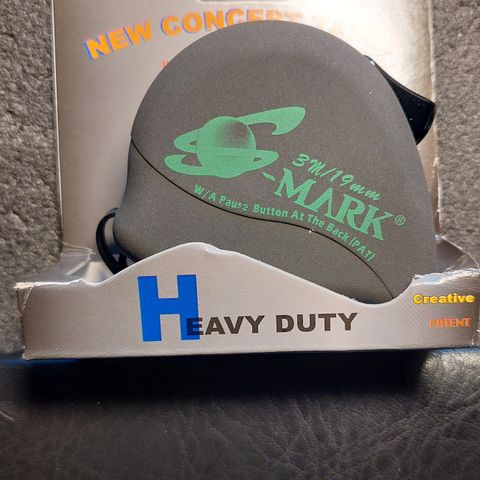 NEW CONCEPT
3M/19mm
-MARK®
W/A Pause Button At The Back (PAT)
HEAVY DUTY
Creative
PATENT